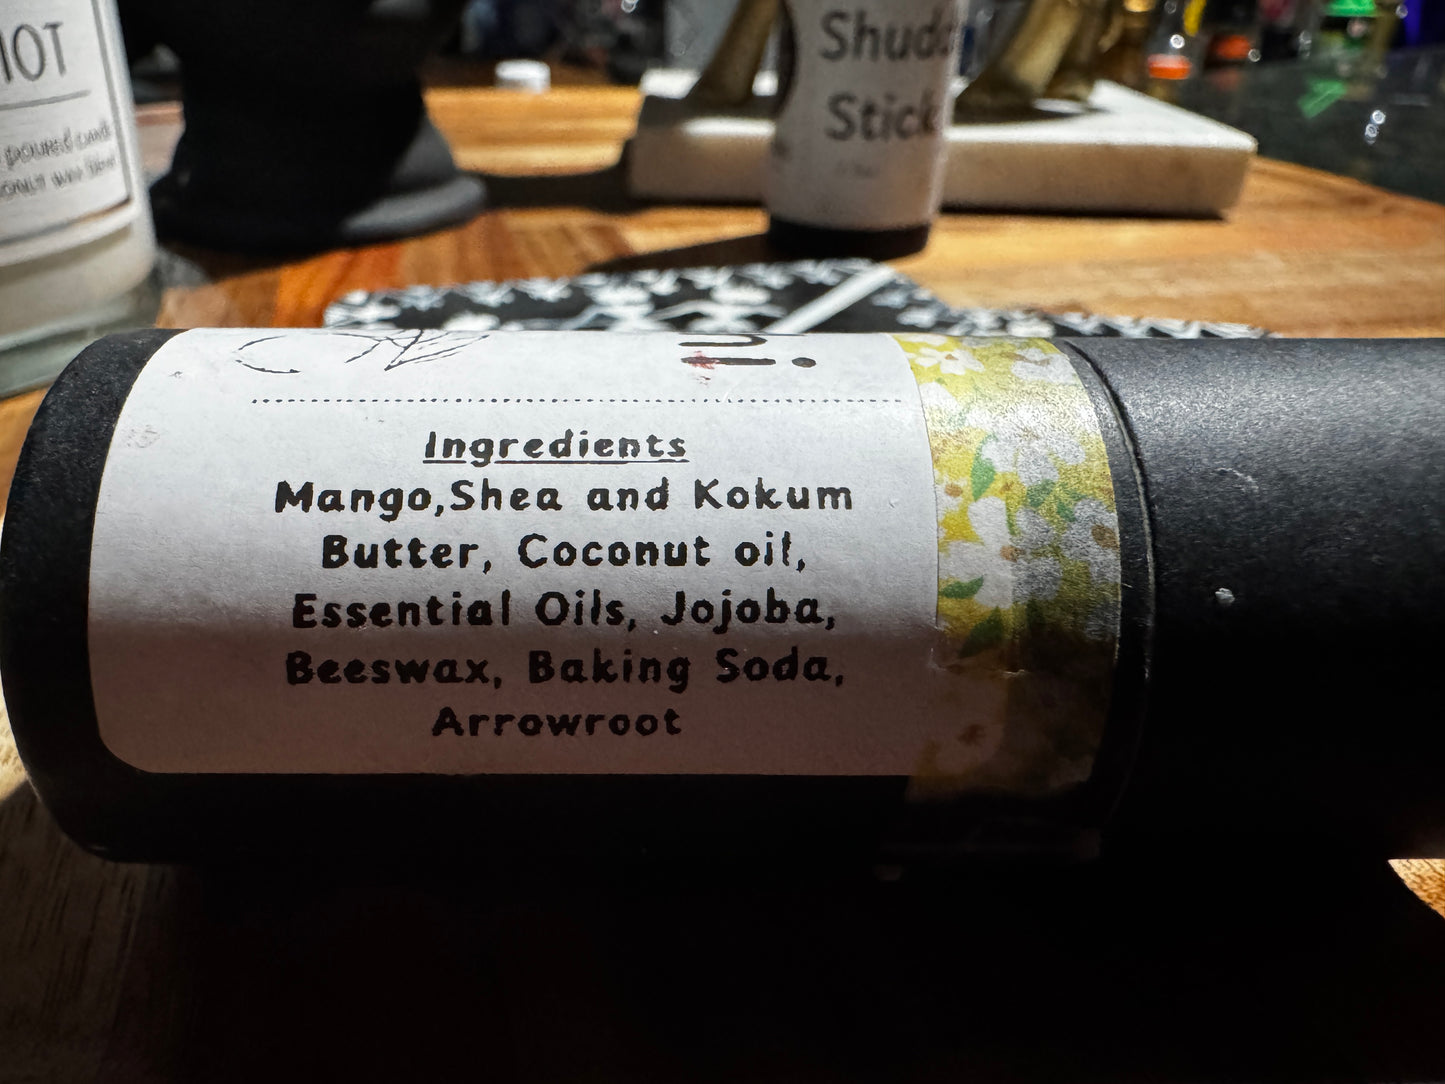 Stick
Ingredients
Mango,Shea and Kokum
Butter, Coconut oil,
Essential Oils, Jojoba,
Beeswax, Baking Soda,
Arrowroot